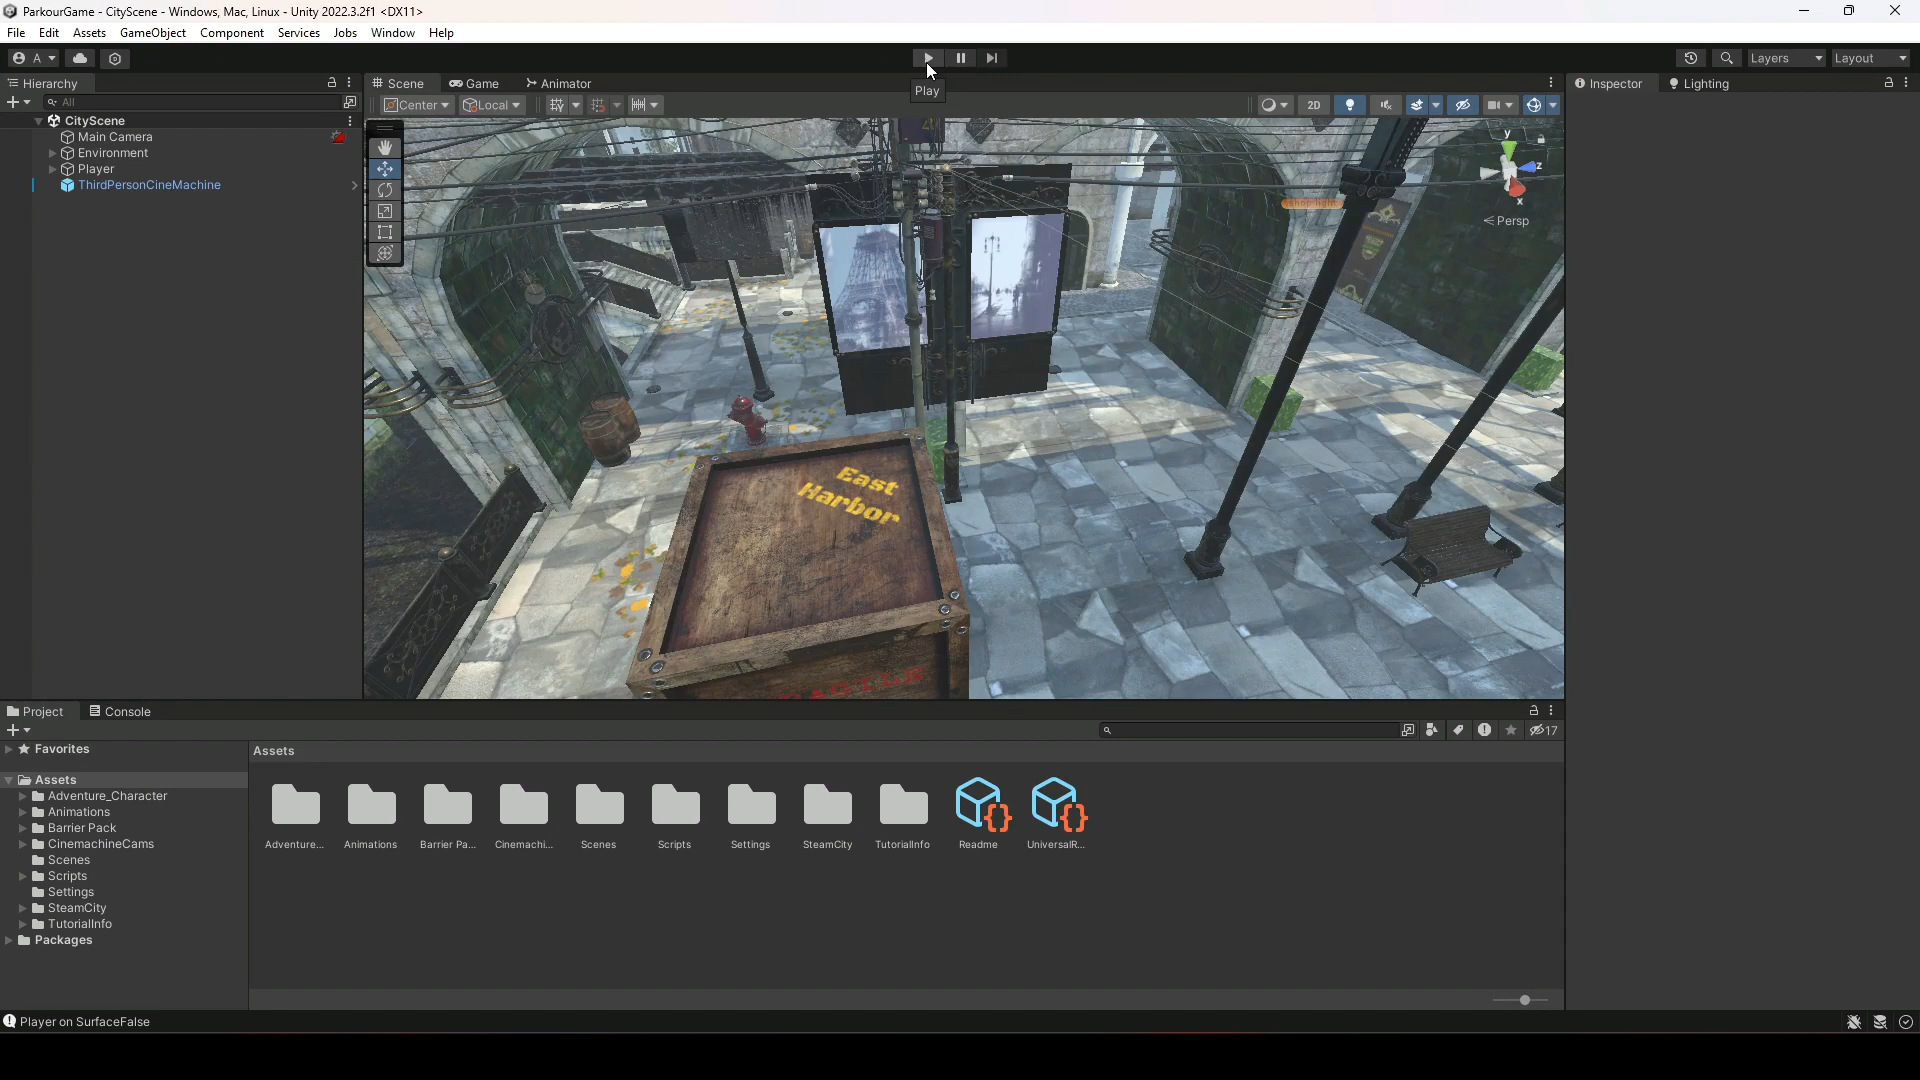 ParkourGame - CityScene - Windows, Mac, Linux - Unity 2022.3.2f1 <DX11>
File Edit Assets GameObject Component Services Jobs Window Help
A Layers Layout
Play
Hierarchy
All
CityScene
Main Camera
Environment
Player
ThirdPersonCineMachine
Scene Game Animator
Center Local 2D
shop light
y
z
x
Persp
East
Harbor
Inspector Lighting
Project Console
17
Favorites
Assets
Adventure_Character
Animations
Barrier Pack
CinemachineCams
Scenes
Scripts
Settings
SteamCity
TutorialInfo
Packages
Assets
Adventure... Animations Barrier Pa... Cinemachi... Scenes Scripts Settings SteamCity TutorialInfo Readme UniversalR...
Player on SurfaceFalse